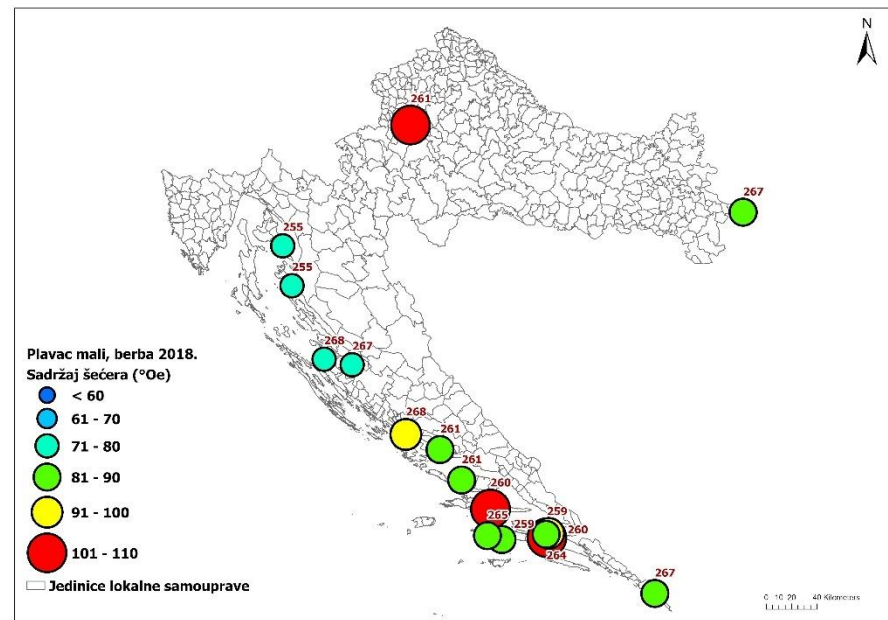 N
261
267
255
255
268
267
268
261
261
260
265
259
259
260
264
267
Plavac mali, berba 2018.
Sadržaj šećera (°Oe)
< 60
61 - 70
71 - 80
81 - 90
91 - 100
101 - 110
Jedinice lokalne samouprave
0 10 20 40 Kilometers